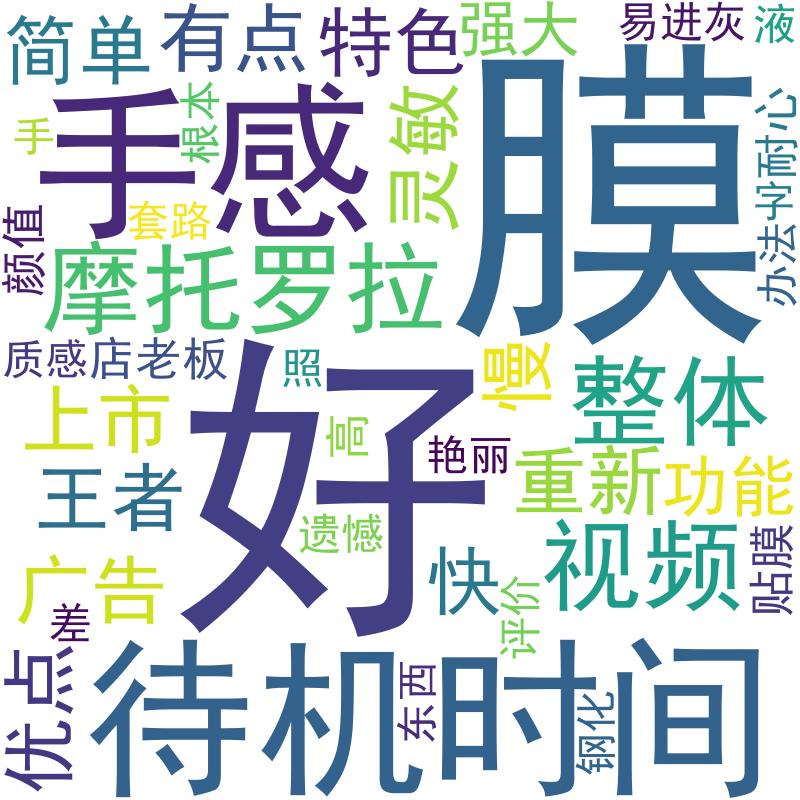 简单
有点
特色
强大
易进灰
液
手感
膜
手
根本
灵敏
耐心
套路
颜值
办法
摩托罗拉
质感
店老板
照
慢
整体
好
上市
高
艳丽
重新
功能
王者
遗憾
快
视频
贴膜
广告
差
评价
优点
待机时间
东西
钢化